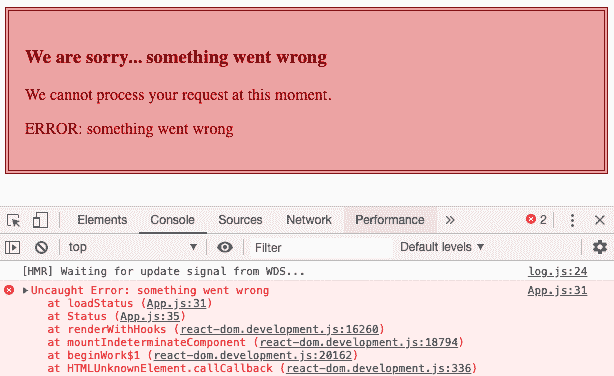 We are sorry... something went wrong
We cannot process your request at this moment.
ERROR: something went wrong
Elements Console Sources Network Performance » 2
top ▼ Filter Default levels ▼
[HMR] Waiting for update signal from WDS... log.js:24
▶Uncaught Error: something went wrong App.js:31
at loadStatus (App.js:31)
at Status (App.js:35)
at renderWithHooks (react-dom.development.js:16260)
at mountIndeterminateComponent (react-dom.development.js:18794)
at beginWork$1 (react-dom.development.js:20162)
at HTMLUnknownElement.callCallback (react-dom.development.js:336)